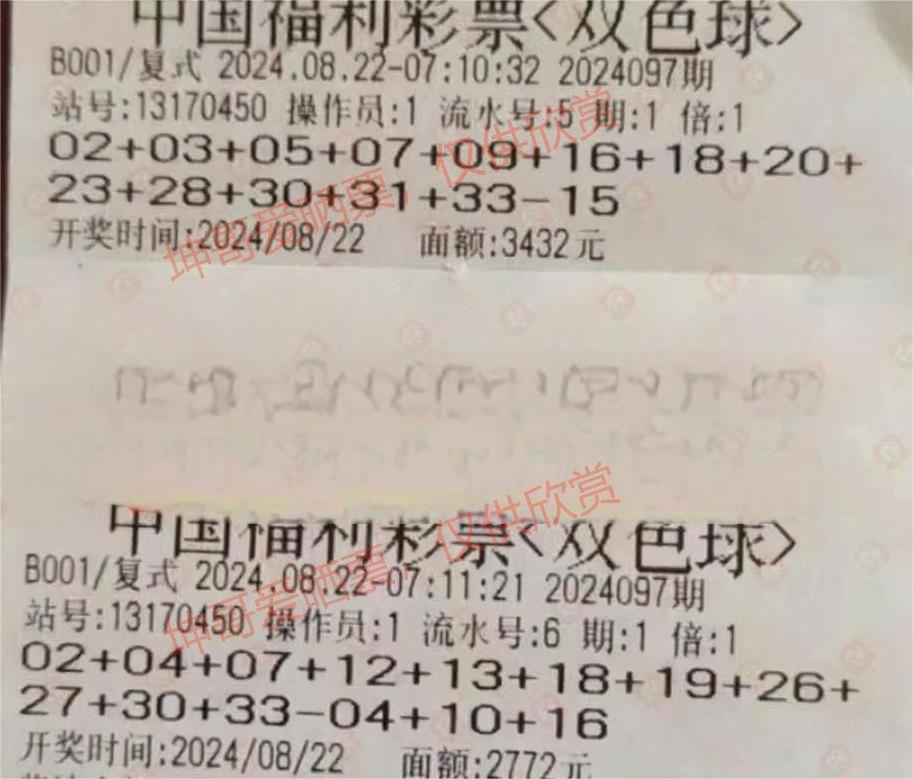 中国福利彩票<双色球>
B001/复式 2024.08.22-07:10:32 2024097期
站号:13170450 操作员:1 流水号:5 期:1 倍:1
02+03+05+07+09+16+18+20+
23+28+30+31+33-15
开奖时间:2024/08/22 面额:3432元
坤哥爱晒票 仅供欣赏
中国福利彩票<双色球>
B001/复式 2024.08.22-07:11:21 2024097期
站号:13170450 操作员:1 流水号:6 期:1 倍:1
02+04+07+12+13+18+19+26+
27+30+33-04+10+16
开奖时间:2024/08/22 面额:2772元
坤哥爱晒票 仅供欣赏